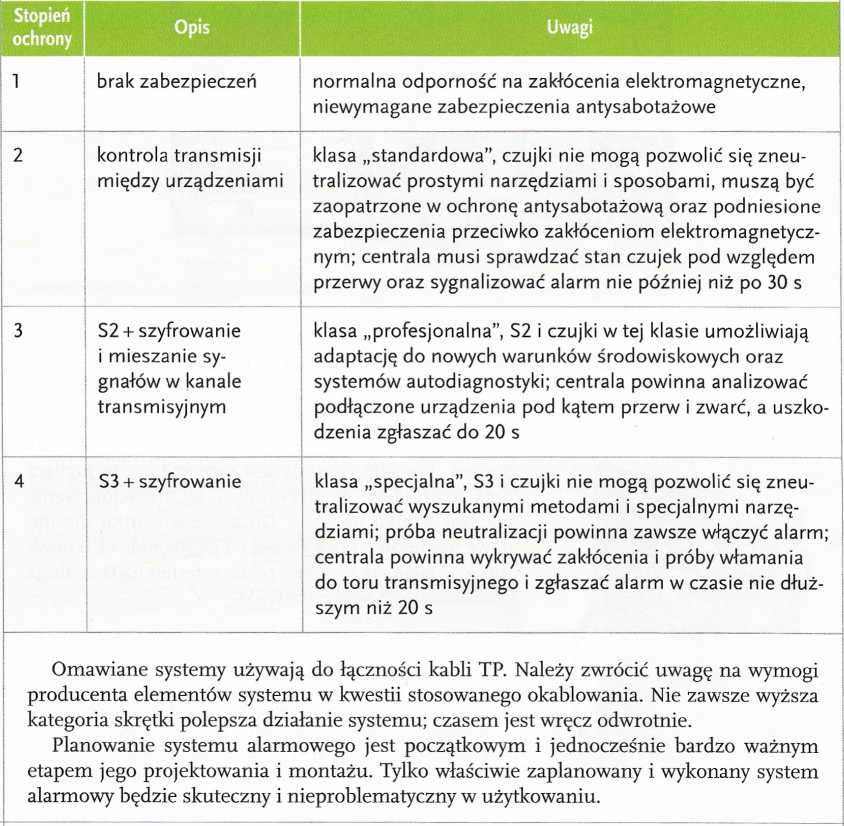 Stopień
ochrony
Opis
Uwagi
1
brak zabezpieczeń
normalna odporność na zakłócenia elektromagnetyczne,
niewymagane zabezpieczenia antysabotażowe
2
kontrola transmisji
między urządzeniami
klasa „standardowa”, czujki nie mogą pozwolić się zneu-
tralizować prostymi narzędziami i sposobami, muszą być
zaopatrzone w ochronę antysabotażową oraz podniesione
zabezpieczenia przeciwko zakłóceniom elektromagnetycz-
nym; centrala musi sprawdzać stan czujek pod względem
przerwy oraz sygnalizować alarm nie później niż po 30 s
3
S2 + szyfrowanie
i mieszanie sy-
gnałów w kanale
transmisyjnym
klasa „profesjonalna”, S2 i czujki w tej klasie umożliwiają
adaptację do nowych warunków środowiskowych oraz
systemów autodiagnostyki; centrala powinna analizować
podłączone urządzenia pod kątem przerw i zwarć, a uszko-
dzenia zgłaszać do 20 s
4
S3 + szyfrowanie
klasa „specjalna”, S3 i czujki nie mogą pozwolić się zneu-
tralizować wyszukanymi metodami i specjalnymi narzę-
dziami; próba neutralizacji powinna zawsze włączyć alarm;
centrala powinna wykrywać zakłócenia i próby włamania
do toru transmisyjnego i zgłaszać alarm w czasie nie dłuż-
szym niż 20 s
Omawiane systemy używają do łączności kabli TP. Należy zwrócić uwagę na wymogi
producenta elementów systemu w kwestii stosowanego okablowania. Nie zawsze wyższa
kategoria skrętki polepsza działanie systemu; czasem jest wręcz odwrotnie.
Planowanie systemu alarmowego jest początkowym i jednocześnie bardzo ważnym
etapem jego projektowania i montażu. Tylko właściwie zaplanowany i wykonany system
alarmowy będzie skuteczny i nieproblematyczny w użytkowaniu.